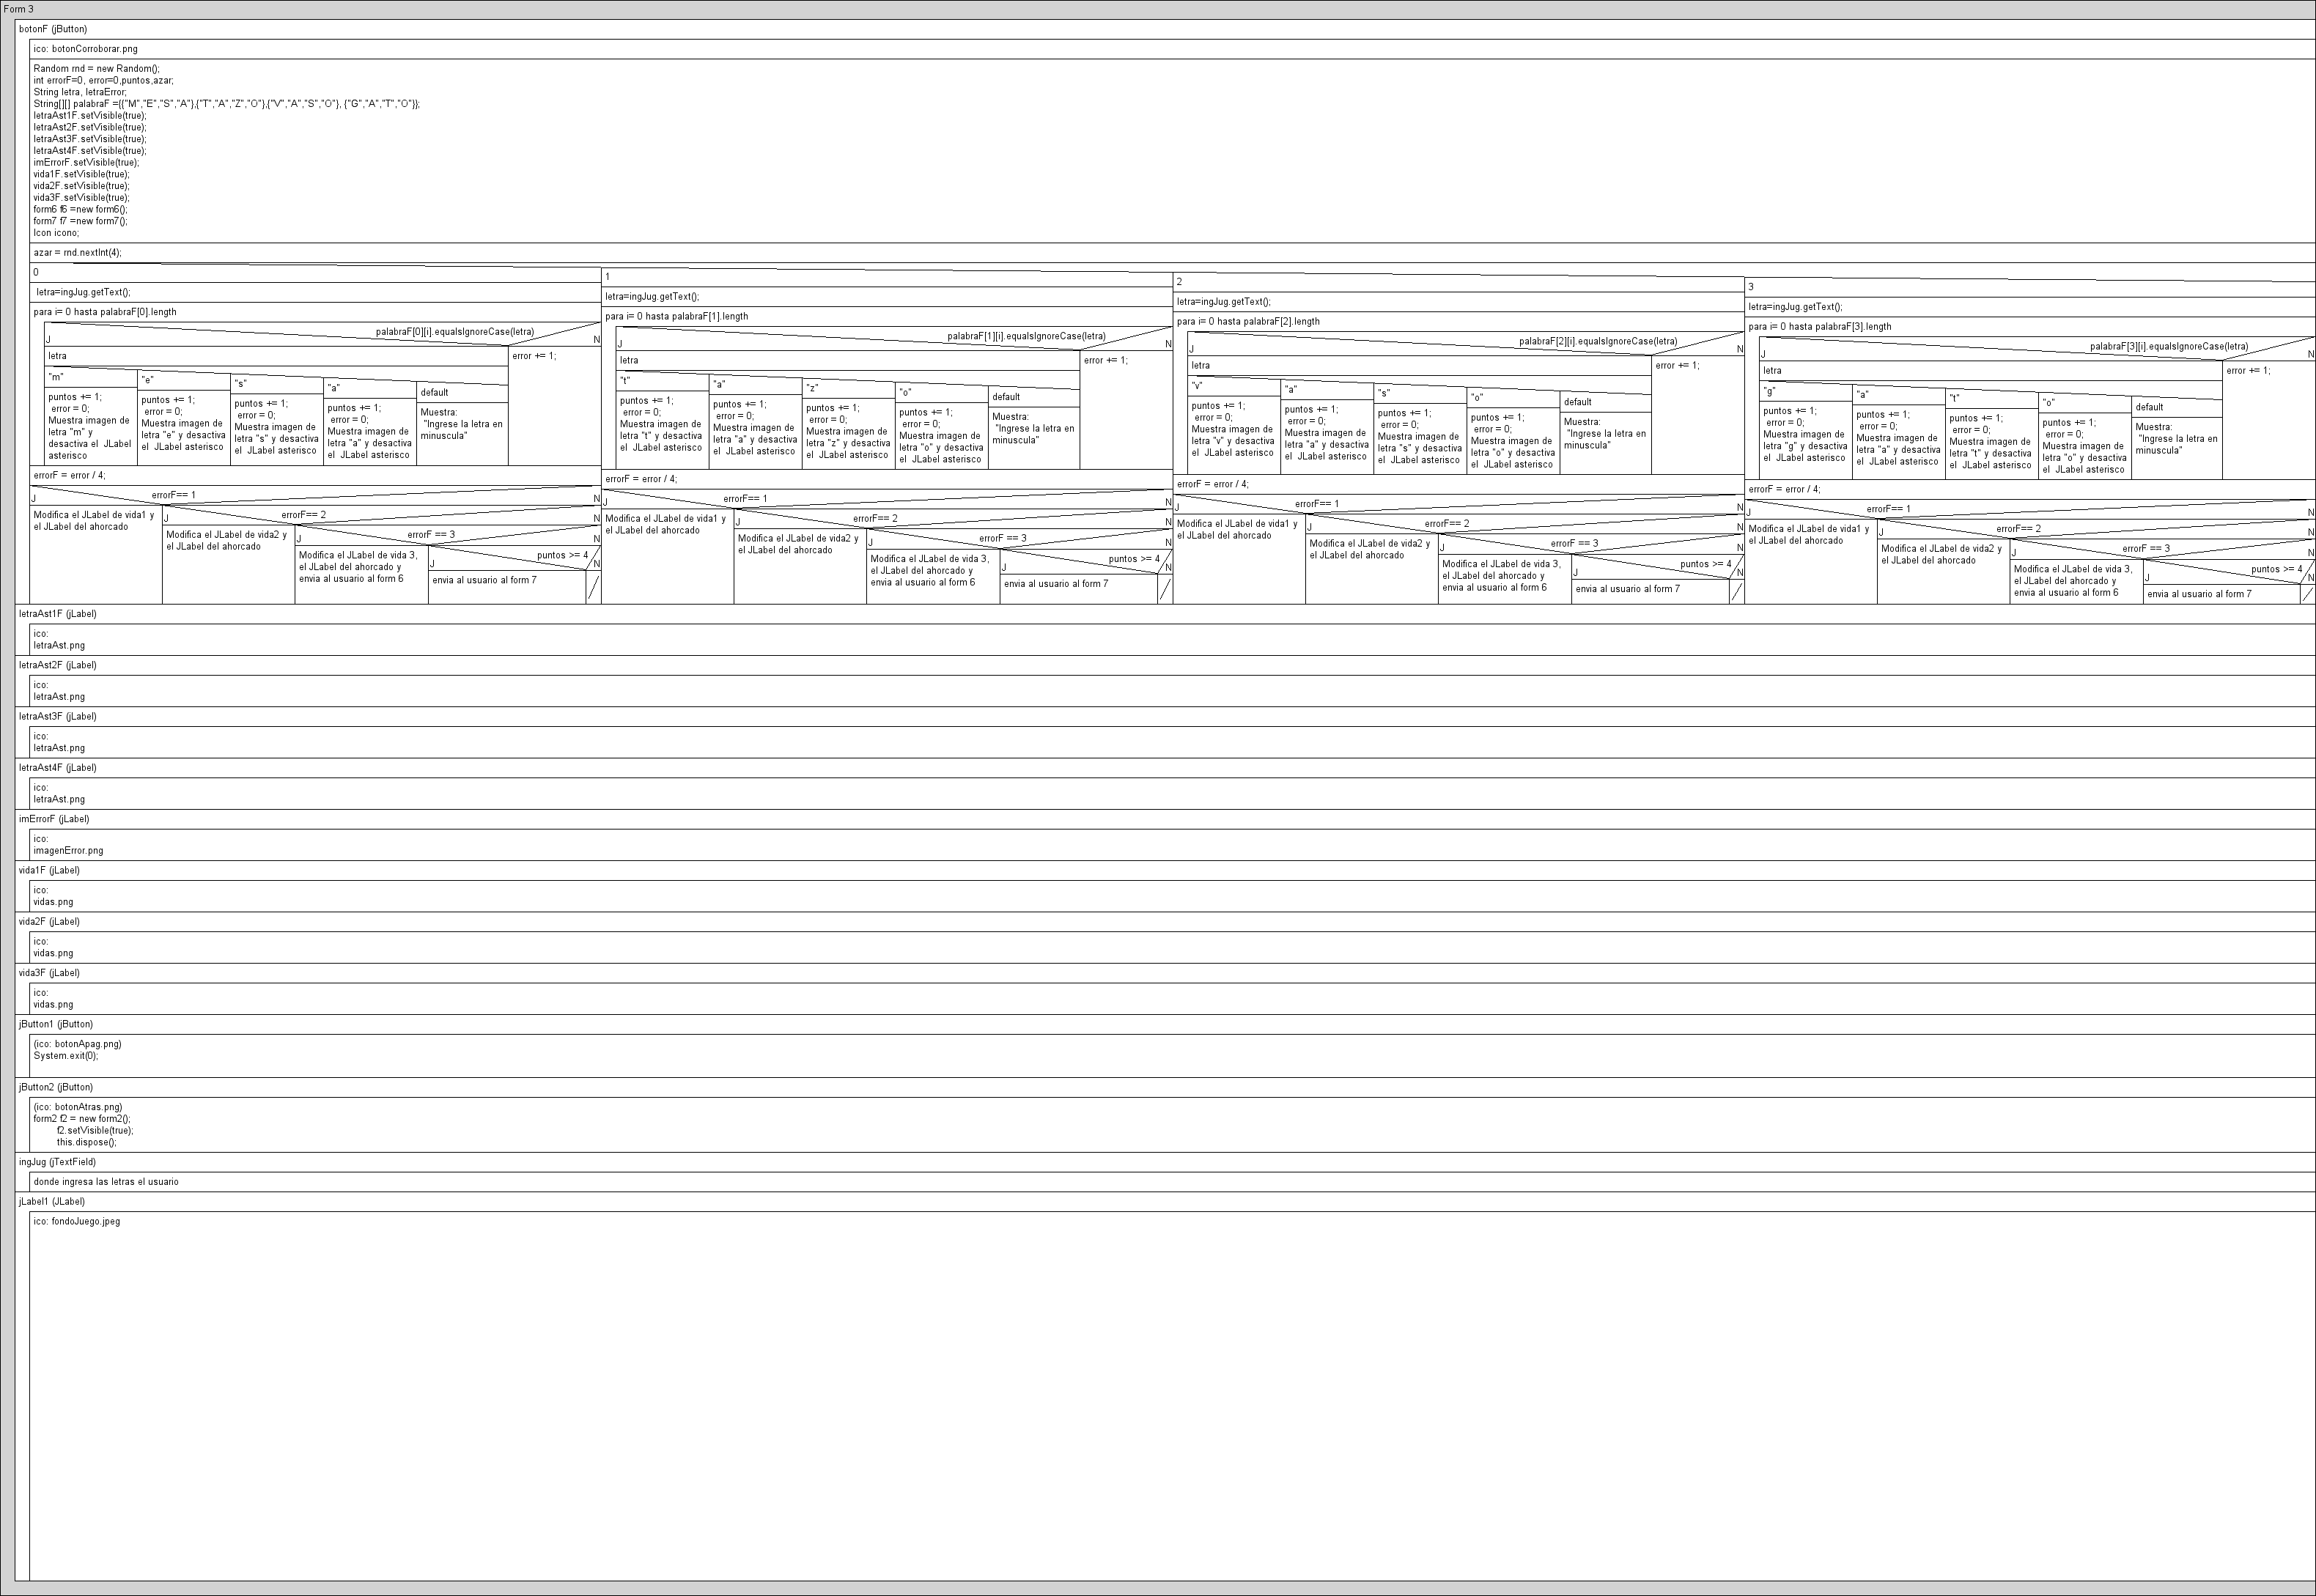 Form 3
botonF (jButton)
ico: botonCorroborar.png
Random rnd = new Random();
int errorF=0, error=0,puntos,azar;
String letra, letraError;
String[][] palabraF ={{"M","E","S","A"},{"T","A","Z","O"},{"V","A","S","O"}, {"G","A","T","O"}};
letraAst1F.setVisible(true);
letraAst2F.setVisible(true);
letraAst3F.setVisible(true);
letraAst4F.setVisible(true);
imErrorF.setVisible(true);
vida1F.setVisible(true);
vida2F.setVisible(true);
vida3F.setVisible(true);
form6 f6 =new form6();
form7 f7 =new form7();
Icon icono;
azar = rnd.nextInt(4);
0
letra=ingJug.getText();
para i= 0 hasta palabraF[0].length
palabraF[0][i].equalsIgnoreCase(letra)
J
N
letra
error += 1;
"m"
puntos += 1;
error = 0;
Muestra imagen de
letra "m" y
desactiva el JLabel
asterisco
"e"
puntos += 1;
error = 0;
Muestra imagen de
letra "e" y desactiva
el JLabel asterisco
"s"
puntos += 1;
error = 0;
Muestra imagen de
letra "s" y desactiva
el JLabel asterisco
"a"
puntos += 1;
error = 0;
Muestra imagen de
letra "a" y desactiva
el JLabel asterisco
default
Muestra:
"Ingrese la letra en
minuscula"
errorF = error / 4;
errorF== 1
J
N
Modifica el JLabel de vida1 y
el JLabel del ahorcado
errorF== 2
J
N
Modifica el JLabel de vida2 y
el JLabel del ahorcado
errorF == 3
J
N
Modifica el JLabel de vida 3,
el JLabel del ahorcado y
envia al usuario al form 6
puntos >= 4
J
N
envia al usuario al form 7
1
letra=ingJug.getText();
para i= 0 hasta palabraF[1].length
palabraF[1][i].equalsIgnoreCase(letra)
J
N
letra
error += 1;
"t"
puntos += 1;
error = 0;
Muestra imagen de
letra "t" y desactiva
el JLabel asterisco
"a"
puntos += 1;
error = 0;
Muestra imagen de
letra "a" y desactiva
el JLabel asterisco
"z"
puntos += 1;
error = 0;
Muestra imagen de
letra "z" y desactiva
el JLabel asterisco
"o"
puntos += 1;
error = 0;
Muestra imagen de
letra "o" y desactiva
el JLabel asterisco
default
Muestra:
"Ingrese la letra en
minuscula"
errorF = error / 4;
errorF== 1
J
N
Modifica el JLabel de vida1 y
el JLabel del ahorcado
errorF== 2
J
N
Modifica el JLabel de vida2 y
el JLabel del ahorcado
errorF == 3
J
N
Modifica el JLabel de vida 3,
el JLabel del ahorcado y
envia al usuario al form 6
puntos >= 4
J
N
envia al usuario al form 7
2
letra=ingJug.getText();
para i= 0 hasta palabraF[2].length
palabraF[2][i].equalsIgnoreCase(letra)
J
N
letra
error += 1;
"v"
puntos += 1;
error = 0;
Muestra imagen de
letra "v" y desactiva
el JLabel asterisco
"a"
puntos += 1;
error = 0;
Muestra imagen de
letra "a" y desactiva
el JLabel asterisco
"s"
puntos += 1;
error = 0;
Muestra imagen de
letra "s" y desactiva
el JLabel asterisco
"o"
puntos += 1;
error = 0;
Muestra imagen de
letra "o" y desactiva
el JLabel asterisco
default
Muestra:
"Ingrese la letra en
minuscula"
errorF = error / 4;
errorF== 1
J
N
Modifica el JLabel de vida1 y
el JLabel del ahorcado
errorF== 2
J
N
Modifica el JLabel de vida2 y
el JLabel del ahorcado
errorF == 3
J
N
Modifica el JLabel de vida 3,
el JLabel del ahorcado y
envia al usuario al form 6
puntos >= 4
J
N
envia al usuario al form 7
3
letra=ingJug.getText();
para i= 0 hasta palabraF[3].length
palabraF[3][i].equalsIgnoreCase(letra)
J
N
letra
error += 1;
"g"
puntos += 1;
error = 0;
Muestra imagen de
letra "g" y desactiva
el JLabel asterisco
"a"
puntos += 1;
error = 0;
Muestra imagen de
letra "a" y desactiva
el JLabel asterisco
"t"
puntos += 1;
error = 0;
Muestra imagen de
letra "t" y desactiva
el JLabel asterisco
"o"
puntos += 1;
error = 0;
Muestra imagen de
letra "o" y desactiva
el JLabel asterisco
default
Muestra:
"Ingrese la letra en
minuscula"
errorF = error / 4;
errorF== 1
J
N
Modifica el JLabel de vida1 y
el JLabel del ahorcado
errorF== 2
J
N
Modifica el JLabel de vida2 y
el JLabel del ahorcado
errorF == 3
J
N
Modifica el JLabel de vida 3,
el JLabel del ahorcado y
envia al usuario al form 6
puntos >= 4
J
N
envia al usuario al form 7
letraAst1F (jLabel)
ico:
letraAst.png
letraAst2F (jLabel)
ico:
letraAst.png
letraAst3F (jLabel)
ico:
letraAst.png
letraAst4F (jLabel)
ico:
letraAst.png
imErrorF (jLabel)
ico:
imagenError.png
vida1F (jLabel)
ico:
vidas.png
vida2F (jLabel)
ico:
vidas.png
vida3F (jLabel)
ico:
vidas.png
jButton1 (jButton)
(ico: botonApag.png)
System.exit(0);
jButton2 (jButton)
(ico: botonAtras.png)
form2 f2 = new form2();
f2.setVisible(true);
this.dispose();
ingJug (jTextField)
donde ingresa las letras el usuario
jLabel1 (JLabel)
ico: fondoJuego.jpeg